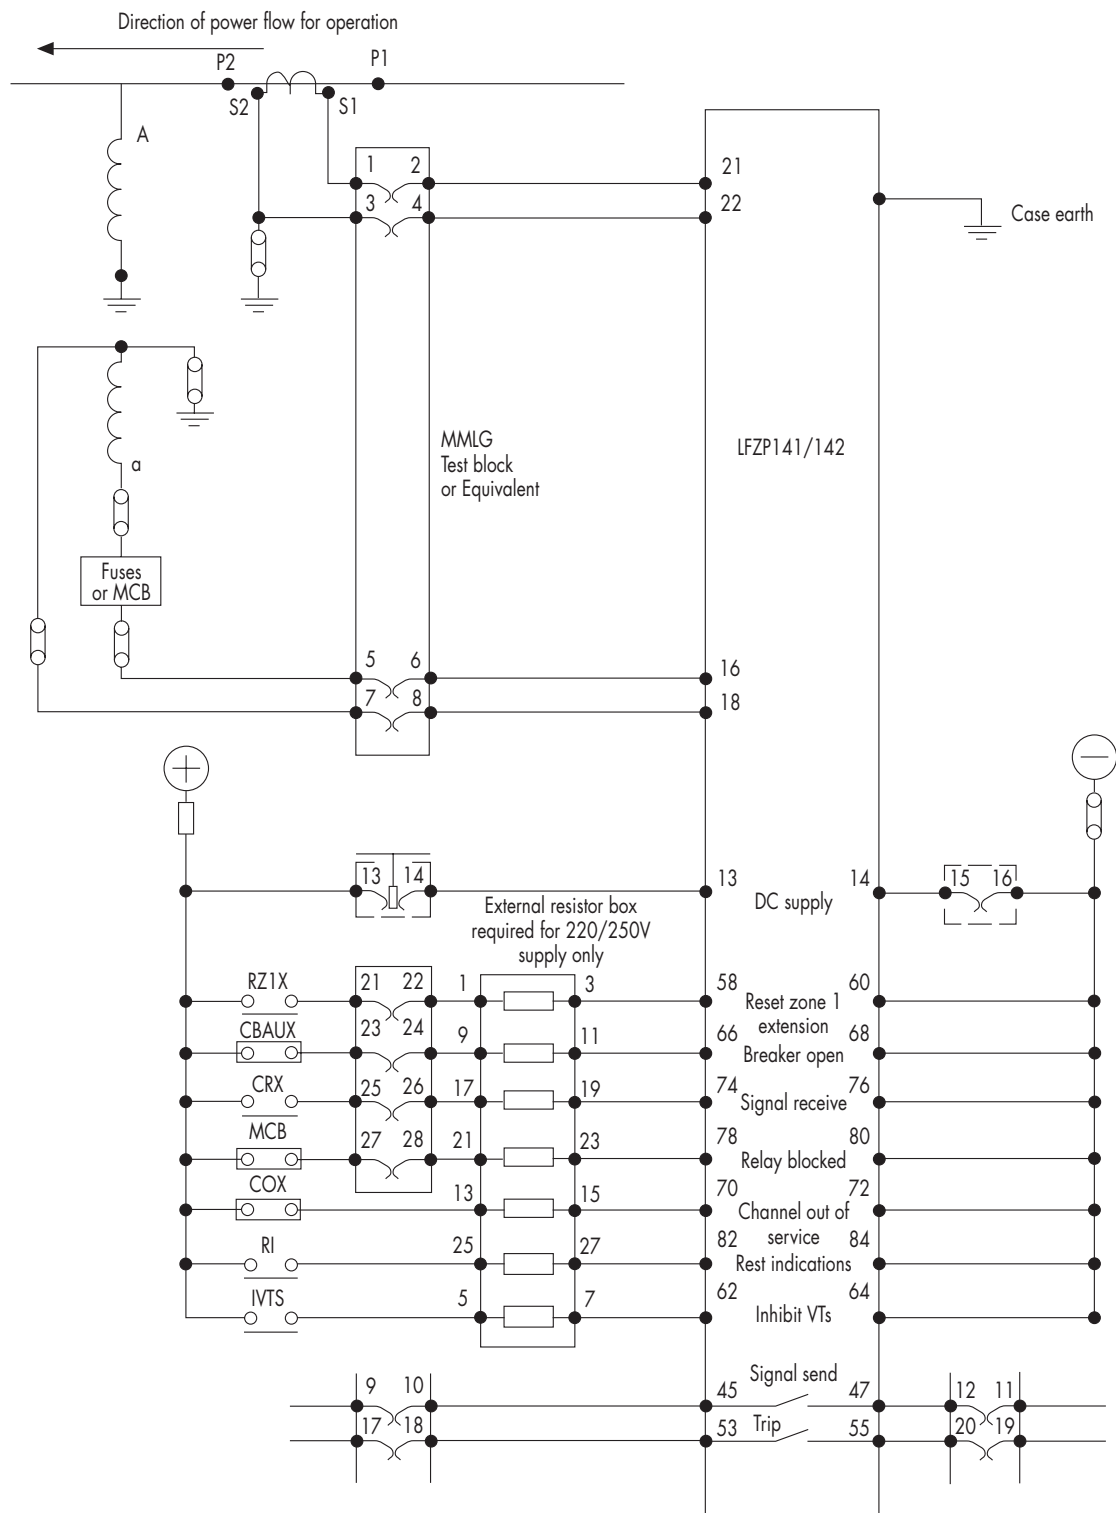 Direction of power flow for operation
P2
P1
S2
S1
A
1 2
21
3 4
22
Case earth
MMLG
Test block
or Equivalent
LFZP141/142
a
Fuses
or MCB
5 6
16
7 8
18
13 14
13
DC supply
14
15 16
External resistor box
required for 220/250V
supply only
RZ1X
21 22
1
3
58
Reset zone 1
extension
60
CBAUX
23 24
9
11
66
Breaker open
68
CRX
25 26
17
19
74
Signal receive
76
MCB
27 28
21
23
78
Relay blocked
80
COX
13
15
70
Channel out of
service
72
RI
25
27
82
Rest indications
84
IVTS
5
7
62
Inhibit VTs
64
9 10
45
Signal send
47
12 11
17 18
53
Trip
55
20 19